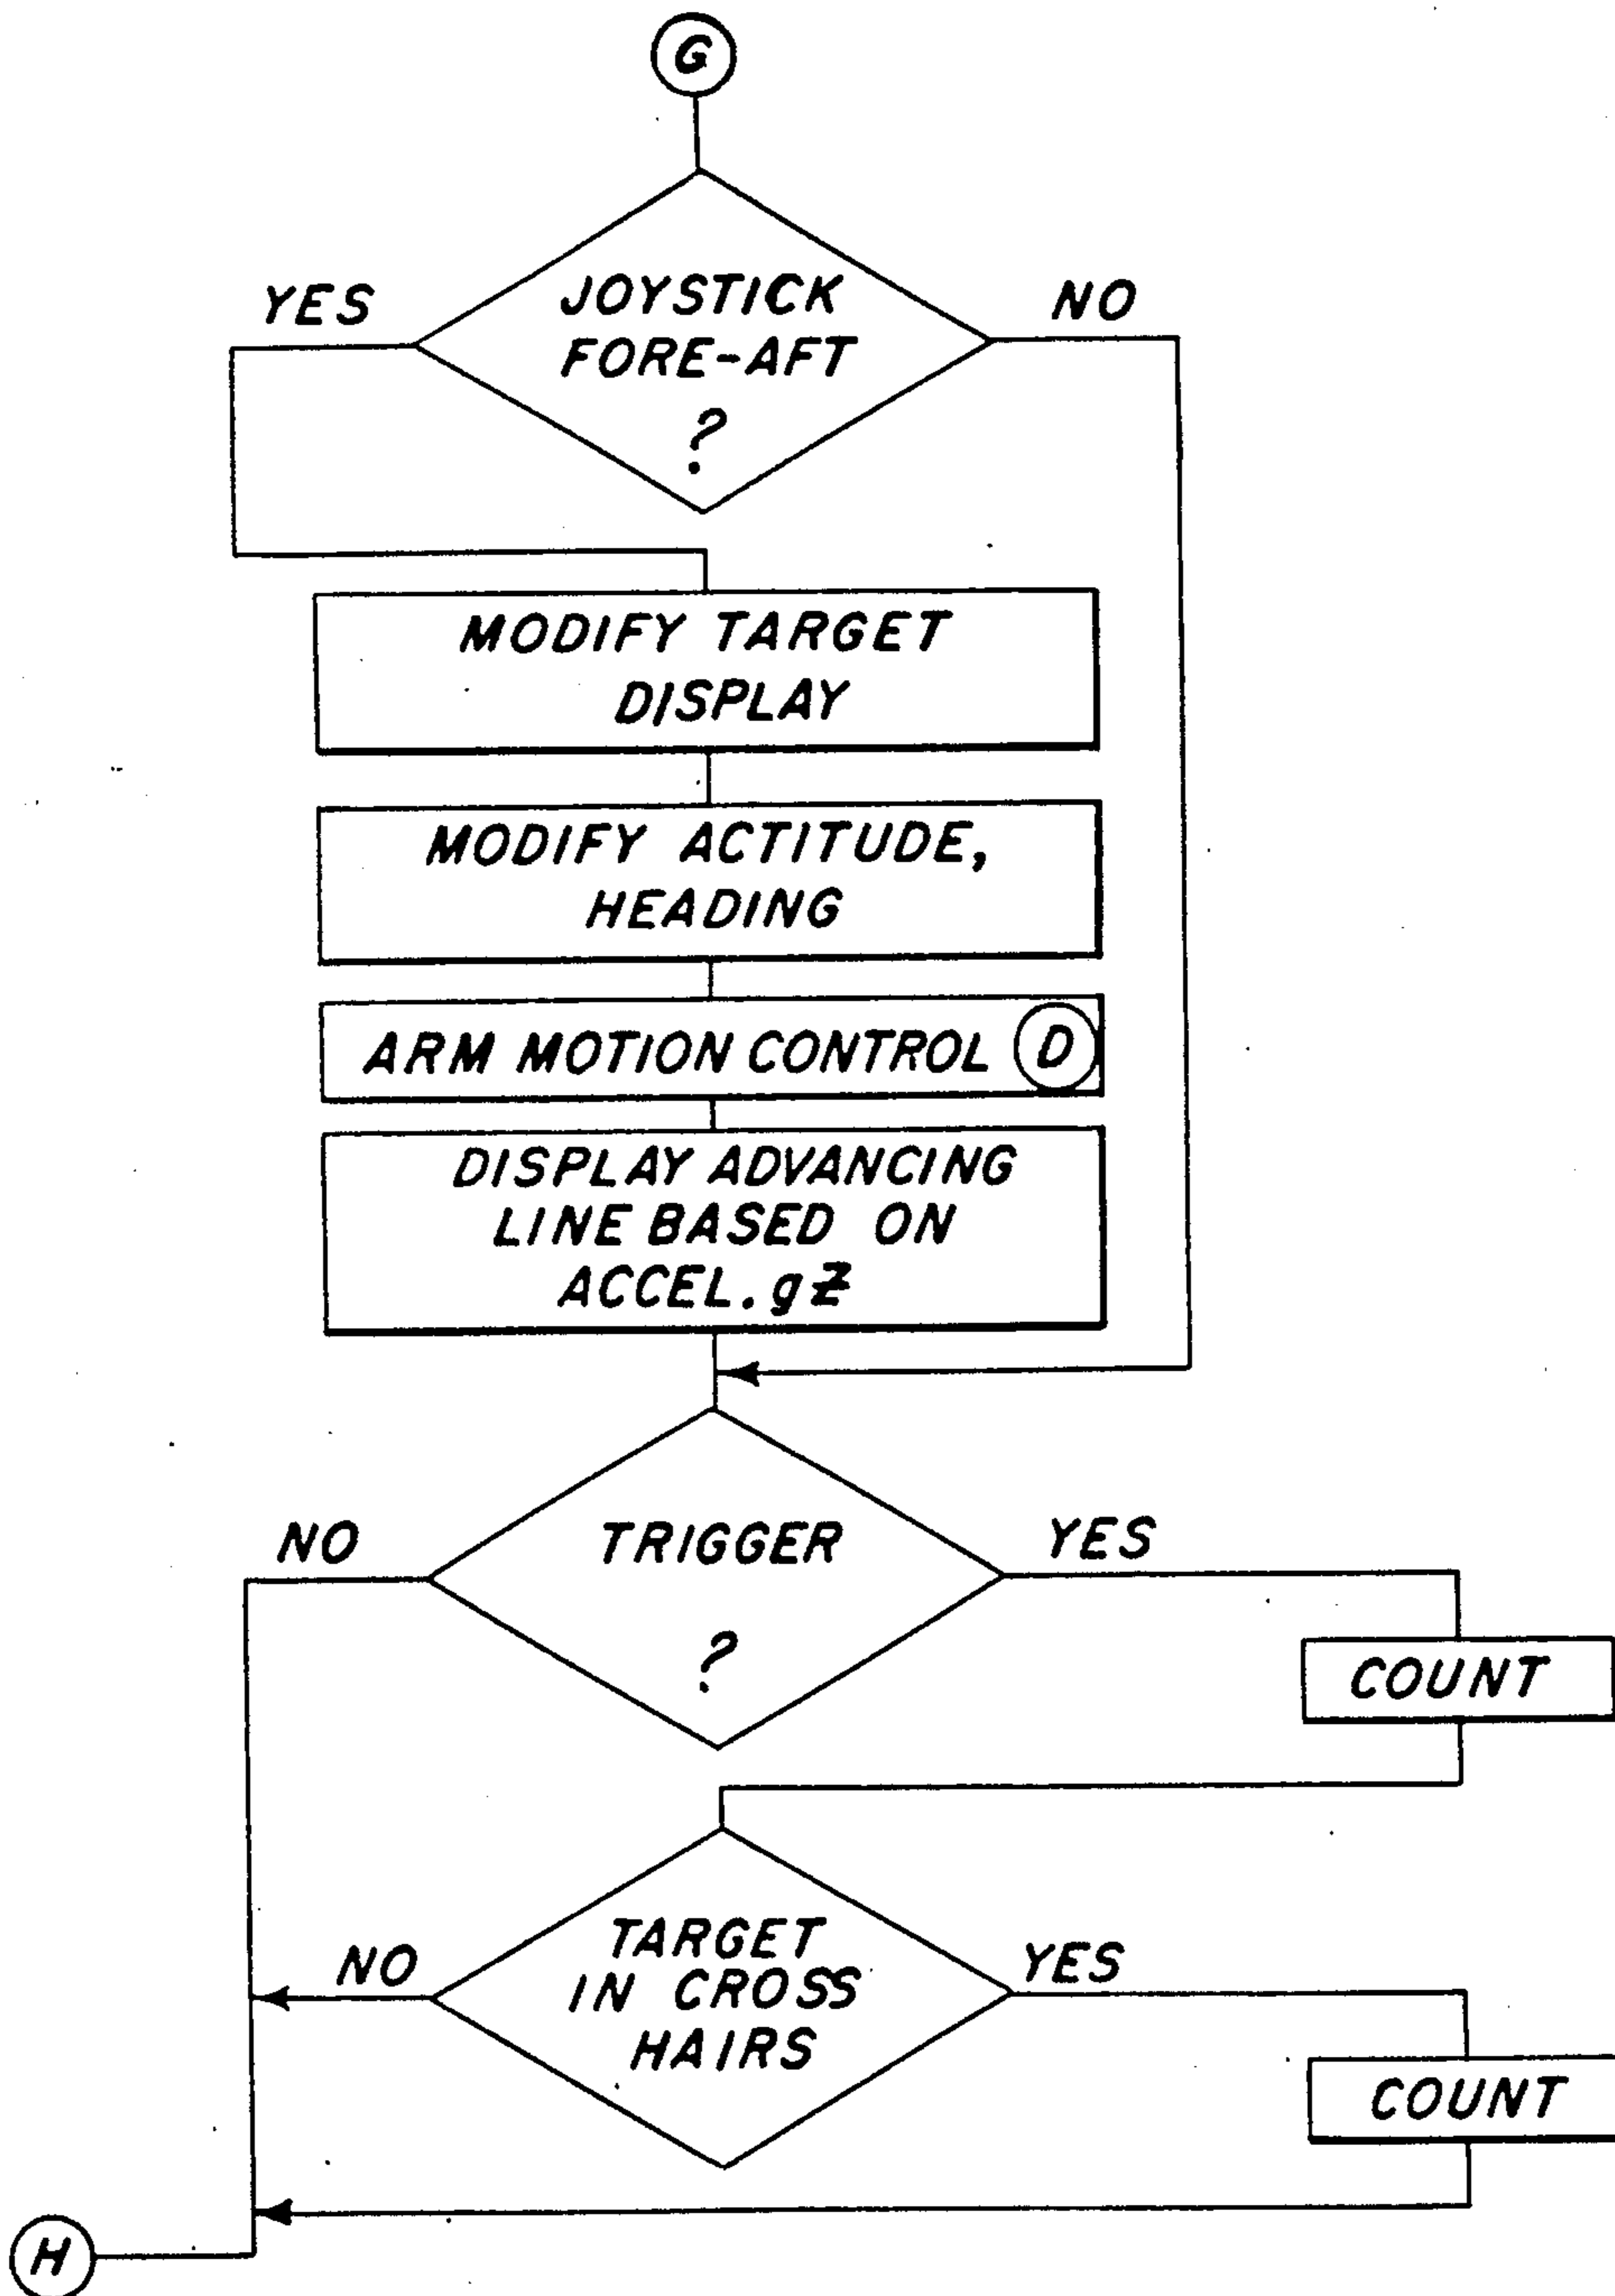 G
YES
JOYSTICK
FORE-AFT
?
NO
MODIFY TARGET
DISPLAY
MODIFY ACTITUDE,
HEADING
ARM MOTION CONTROL D
DISPLAY ADVANCING
LINE BASED ON
ACCEL. gZ
NO
TRIGGER
?
YES
COUNT
NO
TARGET
IN CROSS
HAIRS
YES
COUNT
H